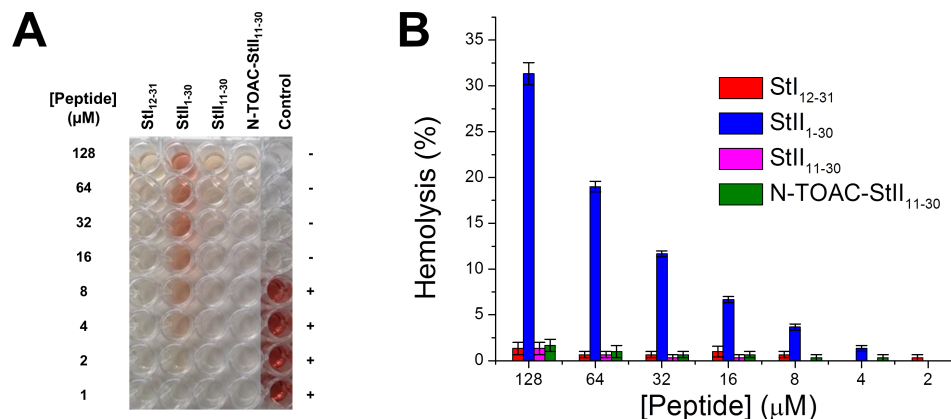 A
[Peptide]
(µM)
StI12-31
StII1-30
StII11-30
N-TOAC-StII11-30
Control
128 -
64 -
32 -
16 -
8 +
4 +
2 +
1 +
B
Hemolysis (%)
35
30
25
20
15
10
5
0
StI12-31
StII1-30
StII11-30
N-TOAC-StII11-30
128 64 32 16 8 4 2
[Peptide] (µM)